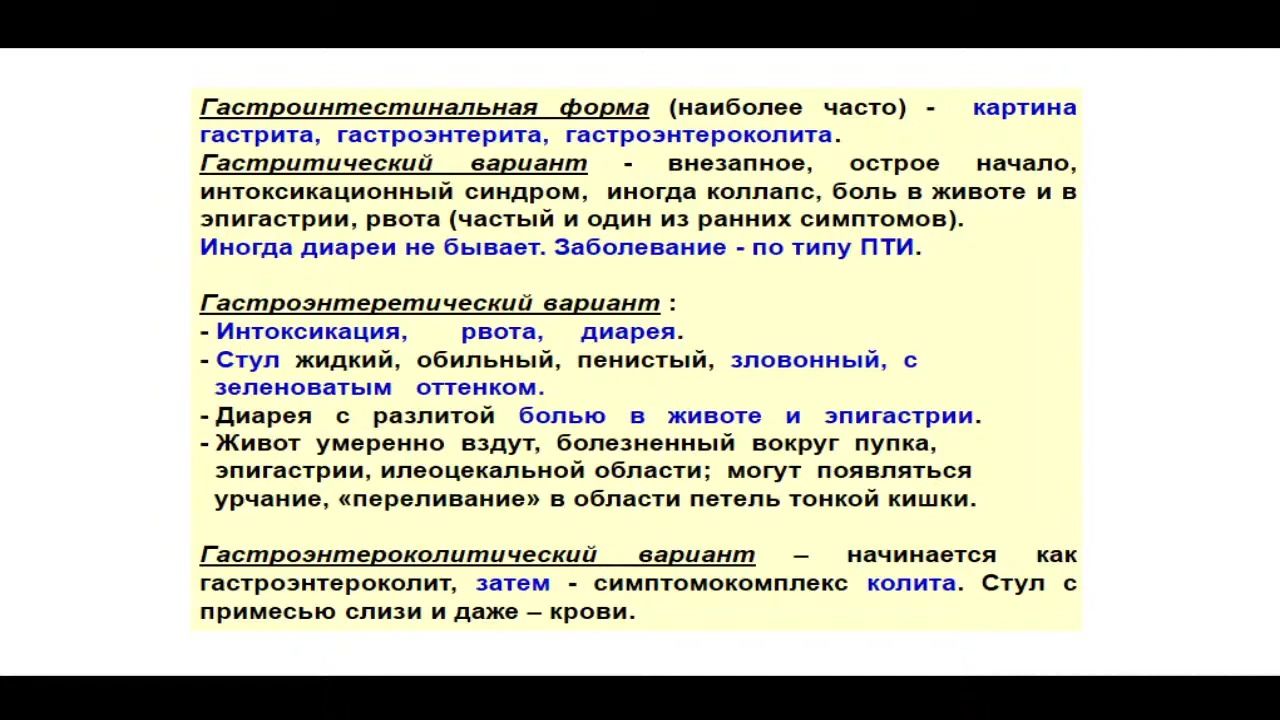 Гастроинтестинальная форма (наиболее часто) - картина
гастрита, гастроэнтерита, гастроэнтероколита.
Гастритический вариант - внезапное, острое начало,
интоксикационный синдром, иногда коллапс, боль в животе и в
эпигастрии, рвота (частый и один из ранних симптомов).
Иногда диареи не бывает. Заболевание - по типу ПТИ.
Гастроэнтеретический вариант :
- Интоксикация, рвота, диарея.
- Стул жидкий, обильный, пенистый, зловонный, с
зеленоватым оттенком.
- Диарея с разлитой болью в животе и эпигастрии.
- Живот умеренно вздут, болезненный вокруг пупка,
эпигастрии, илеоцекальной области; могут появляться
урчание, «переливание» в области петель тонкой кишки.
Гастроэнтероколитический вариант – начинается как
гастроэнтероколит, затем - симптомокомплекс колита. Стул с
примесью слизи и даже – крови.